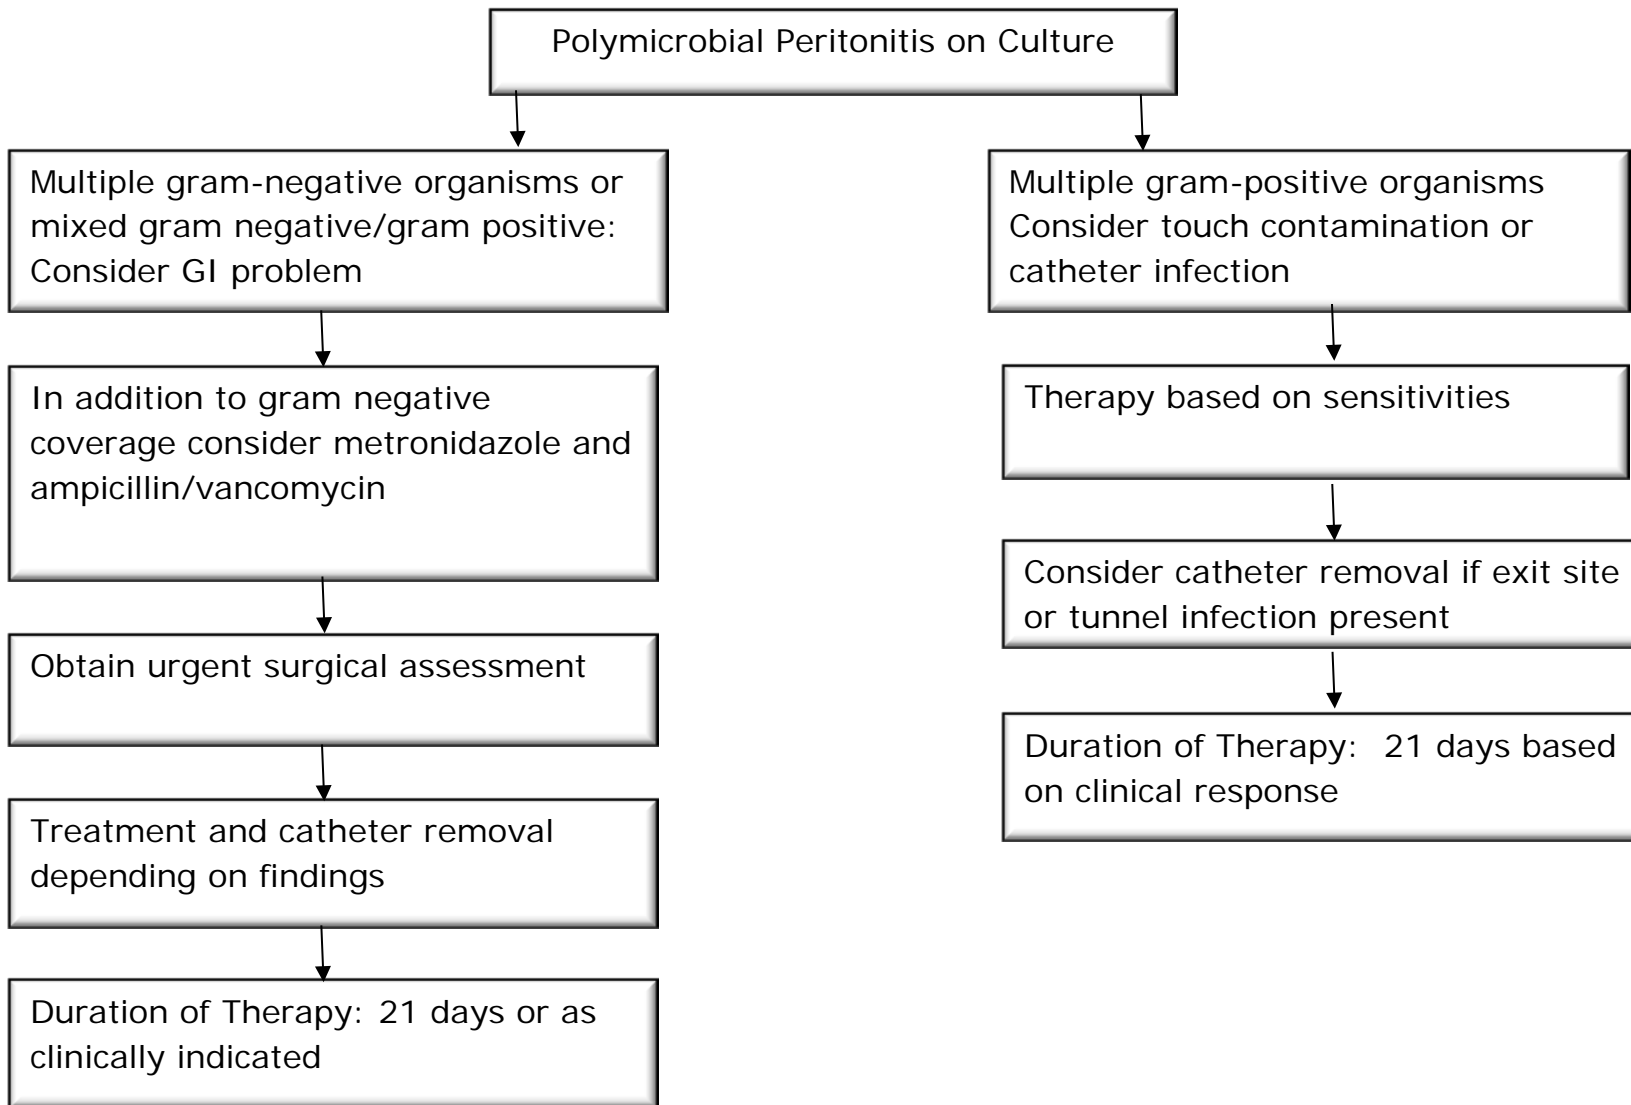 Polymicrobial Peritonitis on Culture
Multiple gram-negative organisms or
mixed gram negative/gram positive:
Consider GI problem
In addition to gram negative
coverage consider metronidazole and
ampicillin/vancomycin
Obtain urgent surgical assessment
Treatment and catheter removal
depending on findings
Duration of Therapy: 21 days or as
clinically indicated
Multiple gram-positive organisms
Consider touch contamination or
catheter infection
Therapy based on sensitivities
Consider catheter removal if exit site
or tunnel infection present
Duration of Therapy:  21 days based
on clinical response